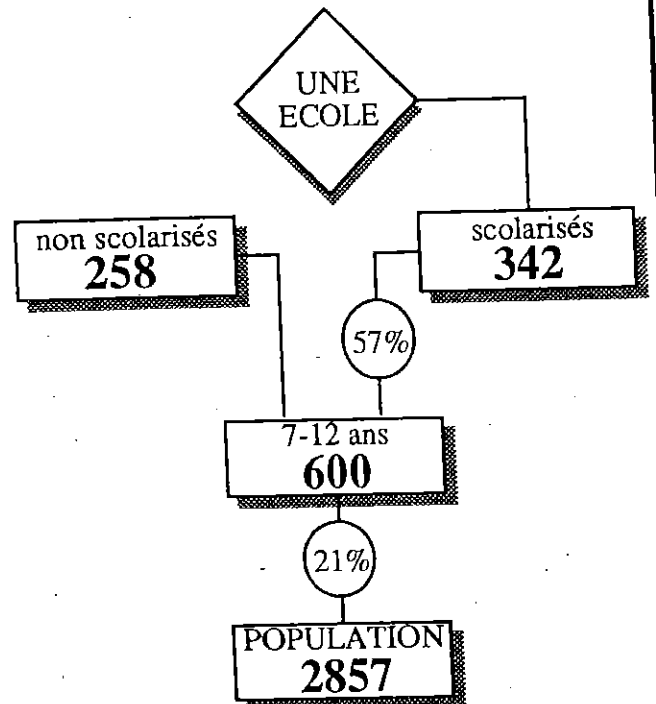 UNE
ECOLE
non scolarisés
258
scolarisés
342
57%
7-12 ans
600
21%
POPULATION
2857